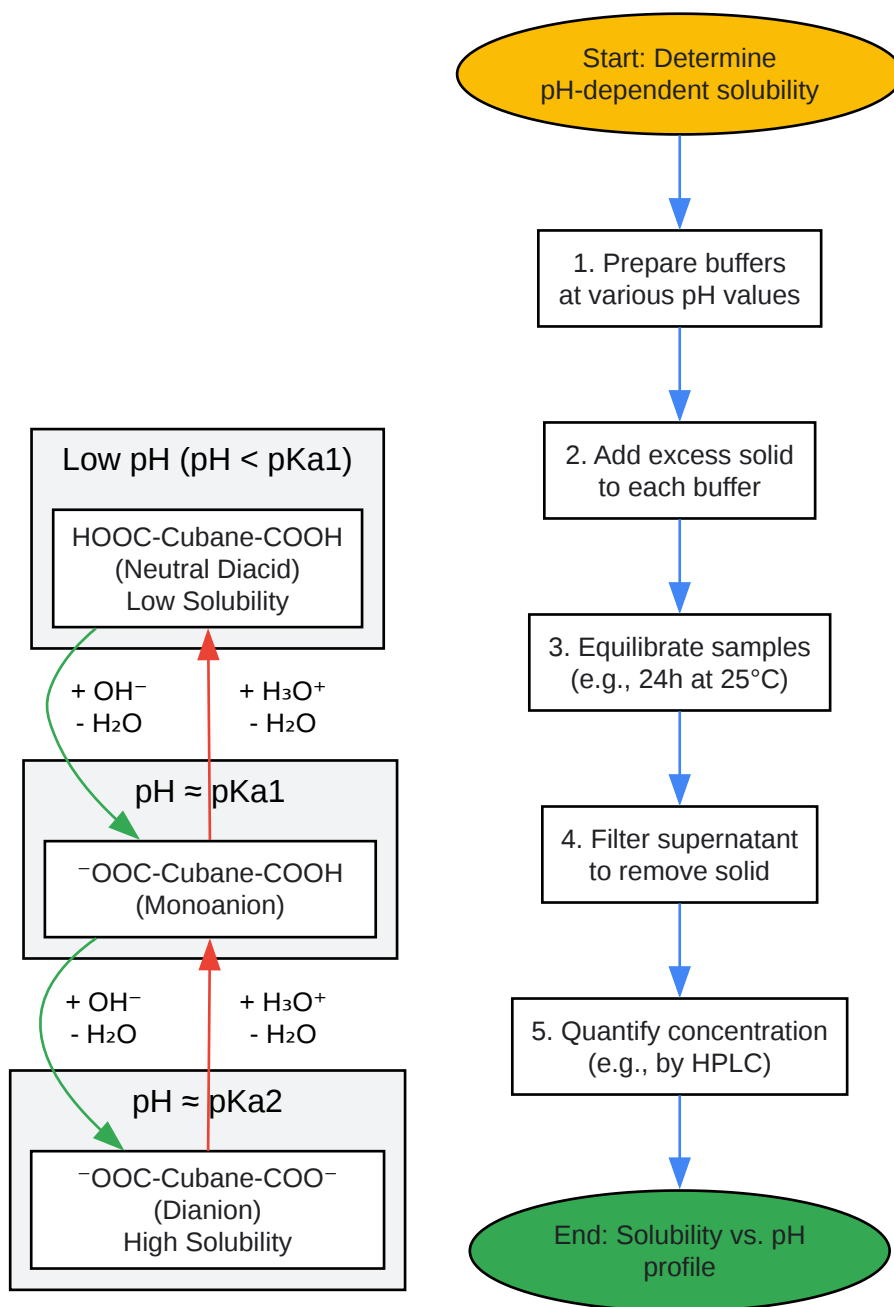 Start: Determine
pH-dependent solubility
1. Prepare buffers
at various pH values
2. Add excess solid
to each buffer
3. Equilibrate samples
(e.g., 24h at 25°C)
4. Filter supernatant
to remove solid
5. Quantify concentration
(e.g., by HPLC)
End: Solubility vs. pH
profile
Low pH (pH < pKa1)
HOOC-Cubane-COOH
(Neutral Diacid)
Low Solubility
+ OH⁻
- H₂O
+ H₃O⁺
- H₂O
pH ≈ pKa1
⁻OOC-Cubane-COOH
(Monoanion)
+ OH⁻
- H₂O
+ H₃O⁺
- H₂O
pH ≈ pKa2
⁻OOC-Cubane-COO⁻
(Dianion)
High Solubility